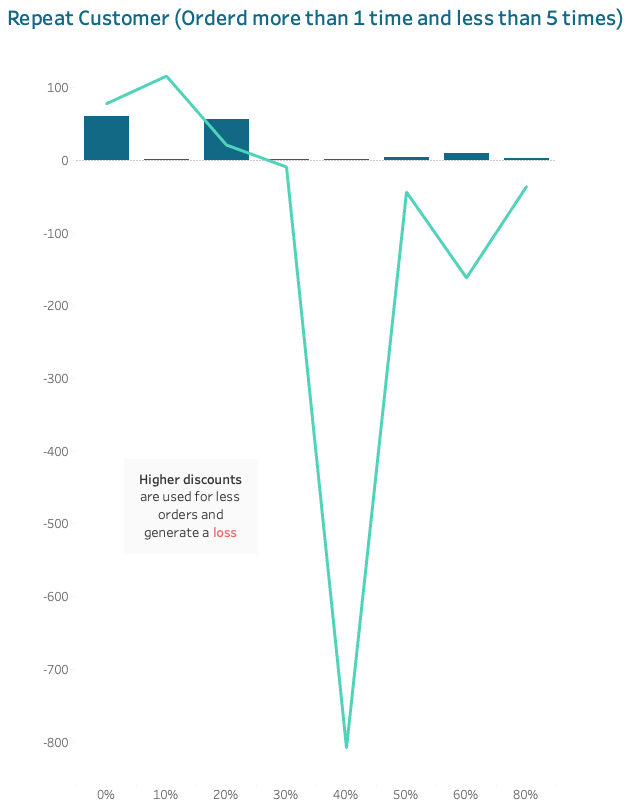 Repeat Customer (Orderd more than 1 time and less than 5 times)
100
0
-100
-200
-300
-400
-500
-600
-700
-800
Higher discounts
are used for less
orders and
generate a loss
0% 10% 20% 30% 40% 50% 60% 80%